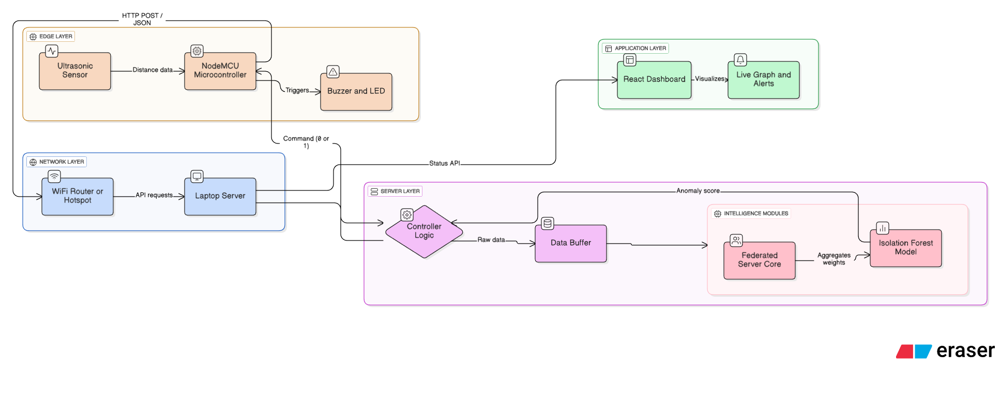 HTTP POST /
JSON
EDGE LAYER
Ultrasonic
Sensor
Distance data
NodeMCU
Microcontroller
Triggers
Buzzer and LED
APPLICATION LAYER
React Dashboard
Visualizes
Live Graph and
Alerts
Command (0 or
1)
NETWORK LAYER
WiFi Router or
Hotspot
API requests
Laptop Server
Status API
SERVER LAYER
Anomaly score
Controller
Logic
Raw data
Data Buffer
INTELLIGENCE MODULES
Federated
Server Core
Aggregates
weights
Isolation Forest
Model
eraser